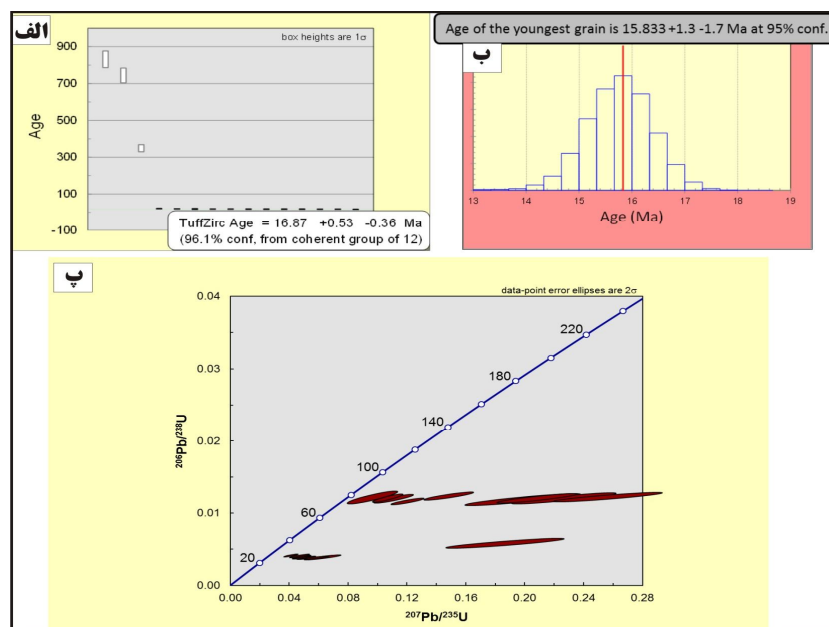 الف
box heights are 1σ
Age
900
700
500
300
100
-100
TuffZirc Age = 16.87 +0.53 -0.36 Ma
(96.1% conf, from coherent group of 12)
Age of the youngest grain is 15.833 +1.3 -1.7 Ma at 95% conf.
ب
13 14 15 16 17 18 19
Age (Ma)
پ
data-point error ellipses are 2σ
206Pb/238U
0.04
0.03
0.02
0.01
0.00
220
180
140
100
60
20
0.00 0.04 0.08 0.12 0.16 0.20 0.24 0.28
207Pb/235U